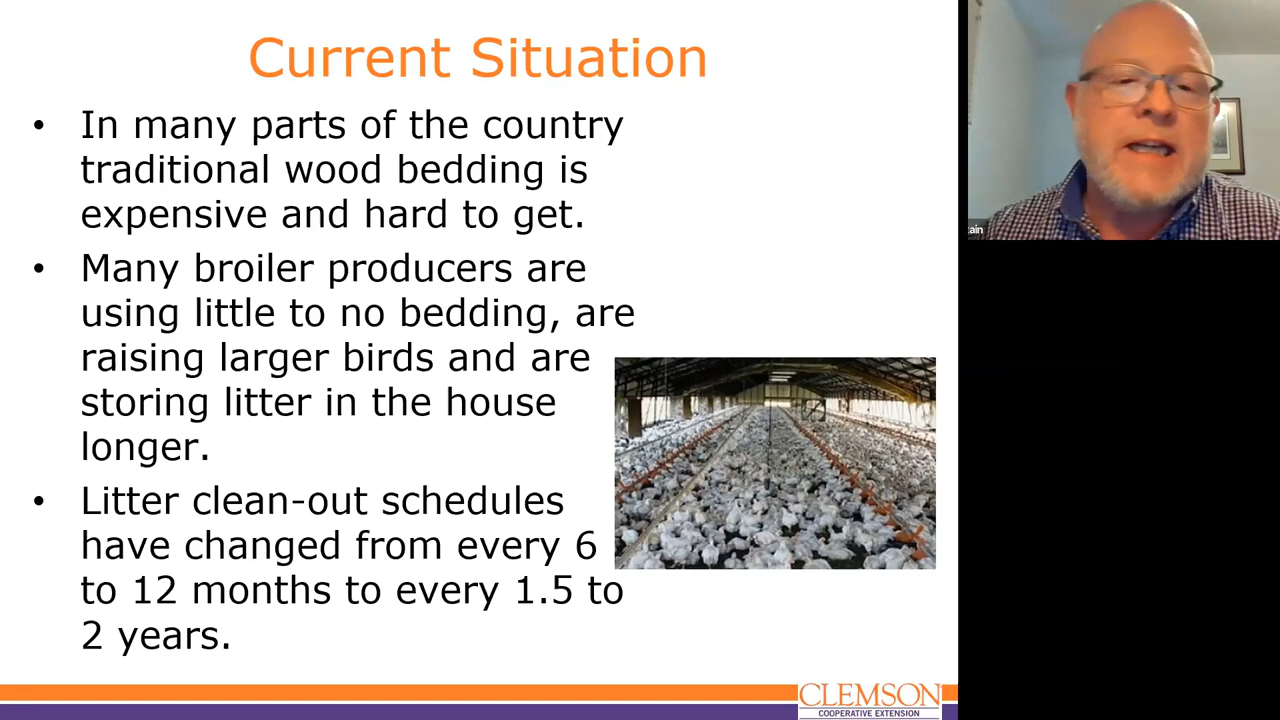 Current Situation
• In many parts of the country
traditional wood bedding is
expensive and hard to get.
• Many broiler producers are
using little to no bedding, are
raising larger birds and are
storing litter in the house
longer.
• Litter clean-out schedules
have changed from every 6
to 12 months to every 1.5 to
2 years.
tain
CLEMSON
COOPERATIVE EXTENSION